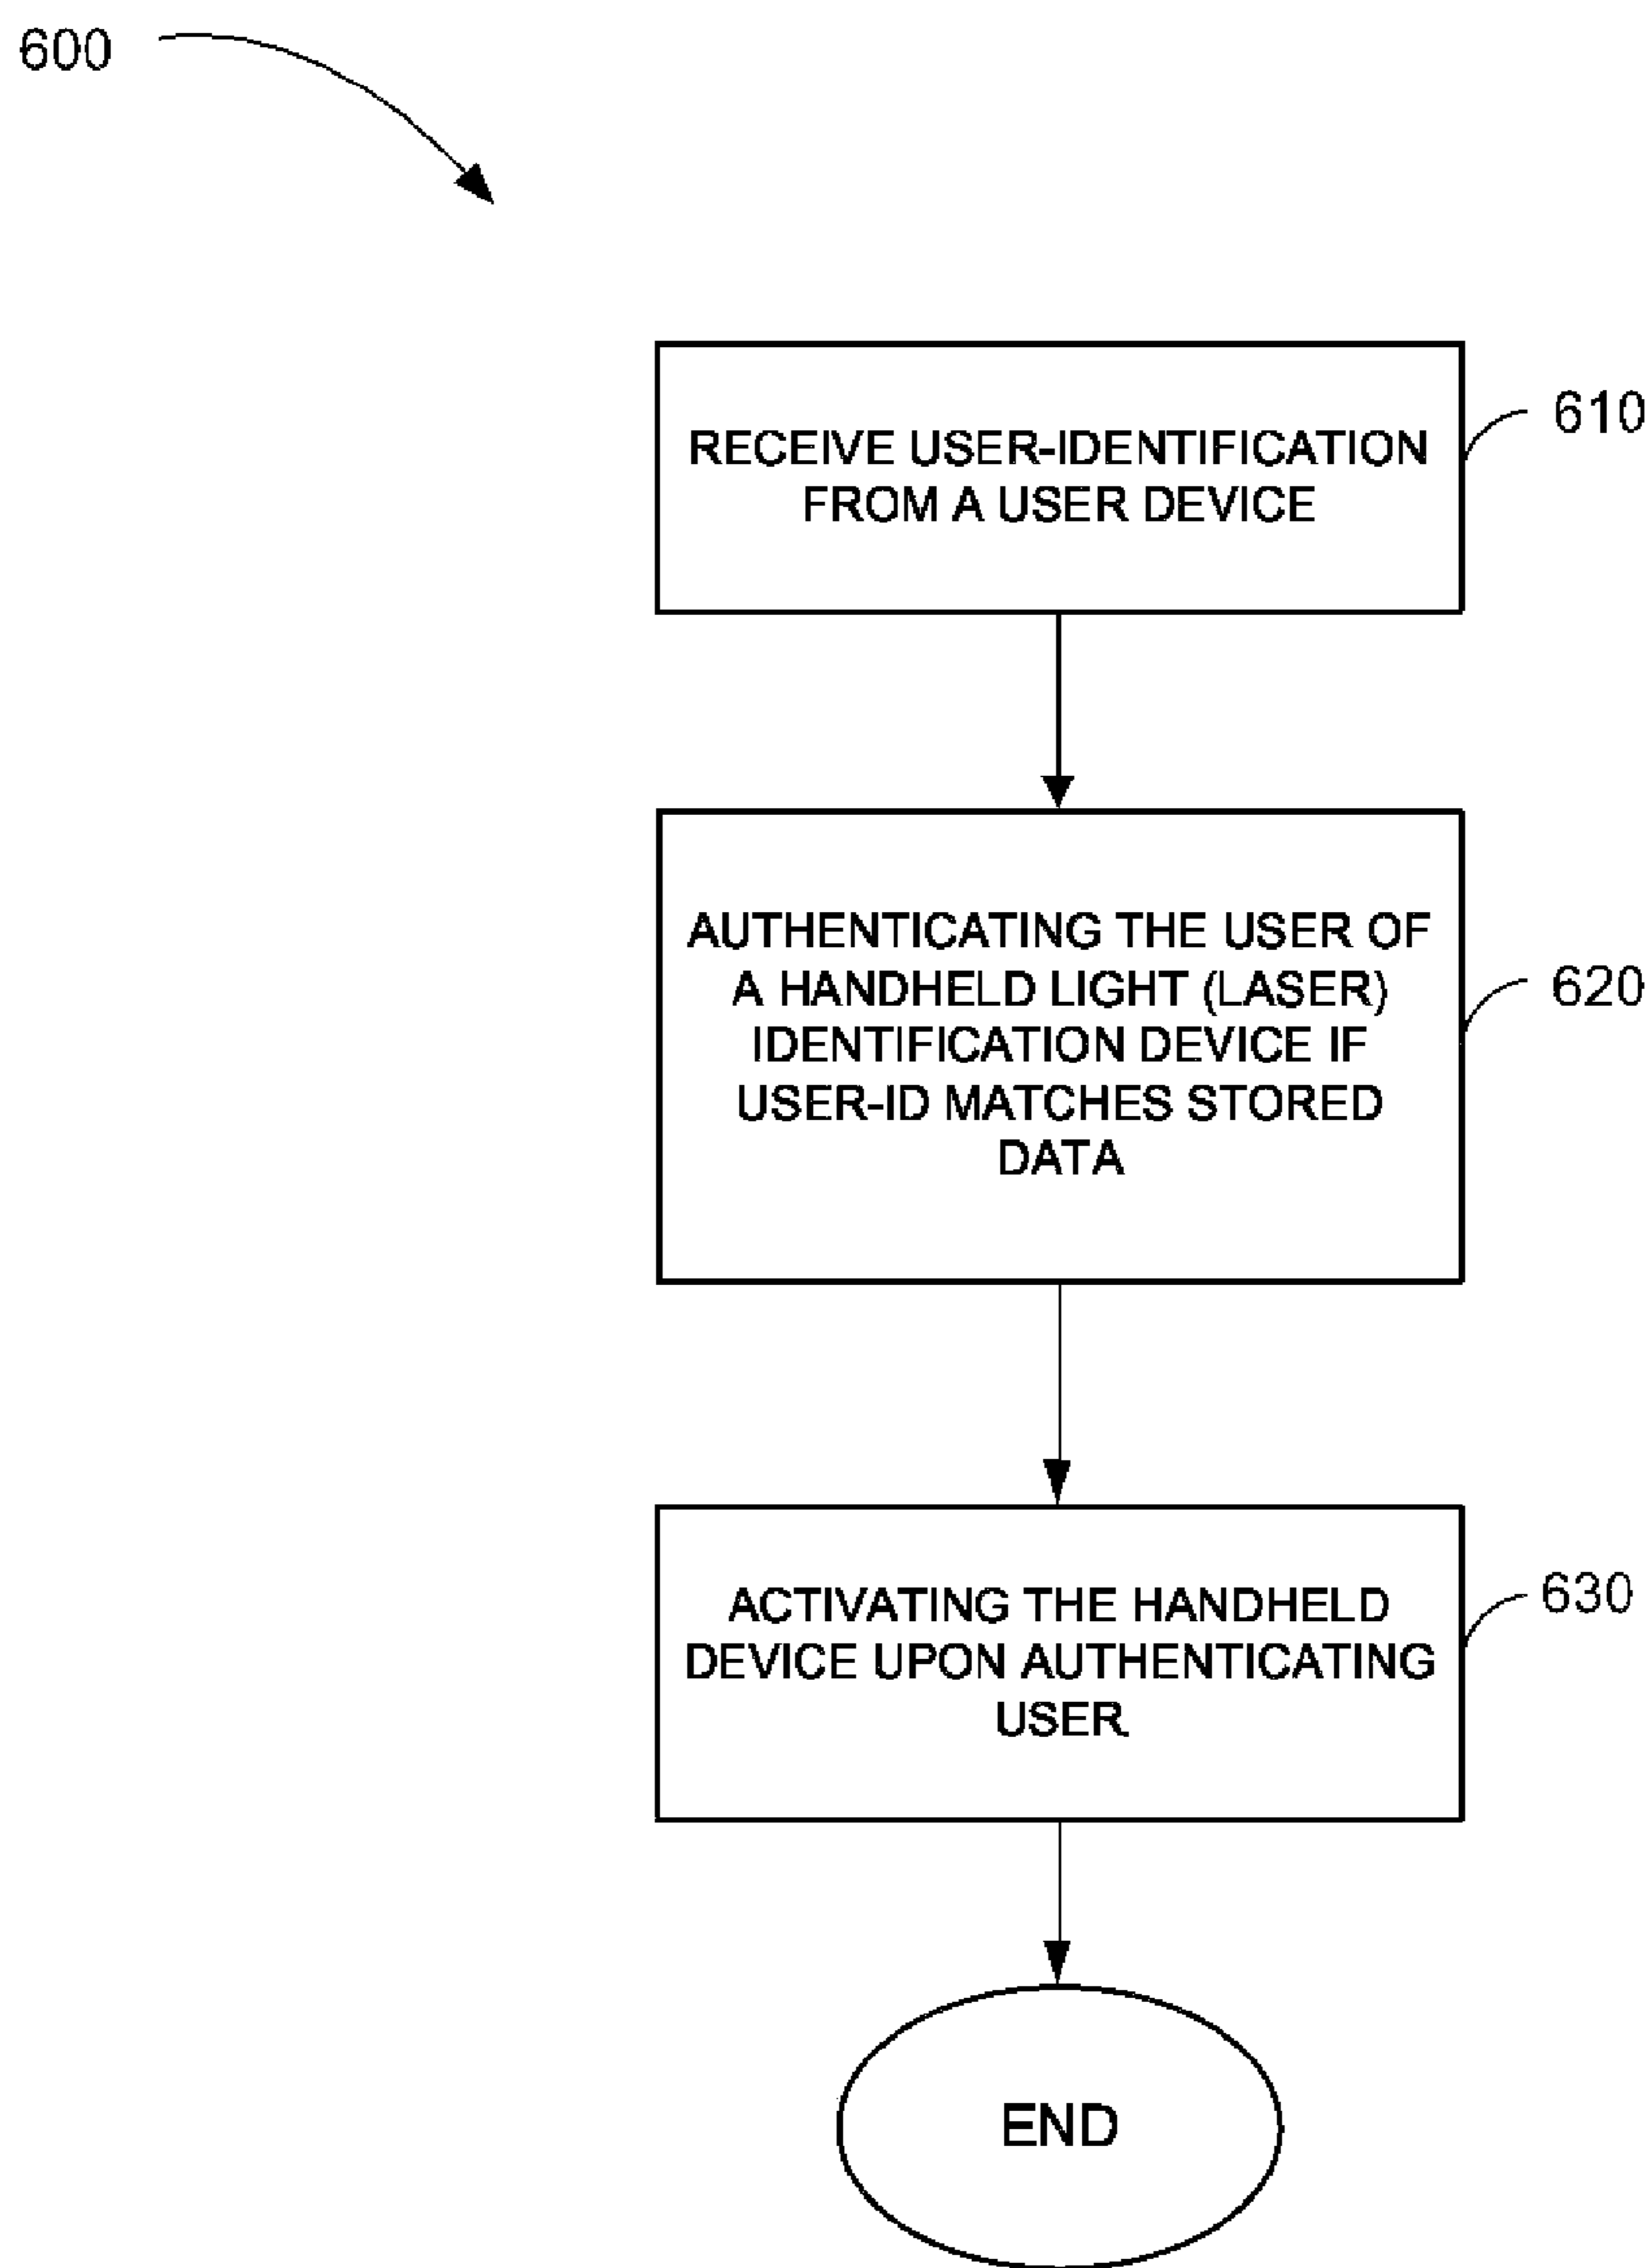 600
RECEIVE USER-IDENTIFICATION
FROM A USER DEVICE
610
AUTHENTICATING THE USER OF
A HANDHELD LIGHT (LASER)
IDENTIFICATION DEVICE IF
USER-ID MATCHES STORED
DATA
620
ACTIVATING THE HANDHELD
DEVICE UPON AUTHENTICATING
USER
630
END